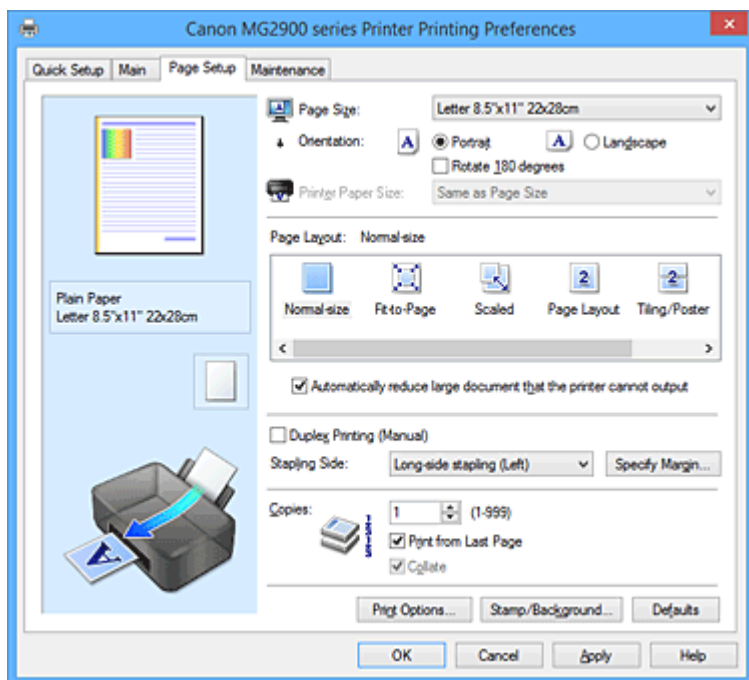 Canon MG2900 series Printer Printing Preferences
Quick Setup Main Page Setup Maintenance
Page Size: Letter 8.5"x11" 22x28cm
Orientation: A Portrait A Landscape
Rotate 180 degrees
Printer Paper Size: Same as Page Size
Page Layout: Normal-size
2 2
Normal-size Fit-to-Page Scaled Page Layout Tiling/Poster
Plain Paper
Letter 8.5"x11" 22x28cm
Automatically reduce large document that the printer cannot output
Duplex Printing (Manual)
Stapling Side: Long-side stapling (Left) Specify Margin...
Copies: 1 (1-999)
Print from Last Page
Collate
A
Print Options... Stamp/Background... Defaults
OK Cancel Apply Help